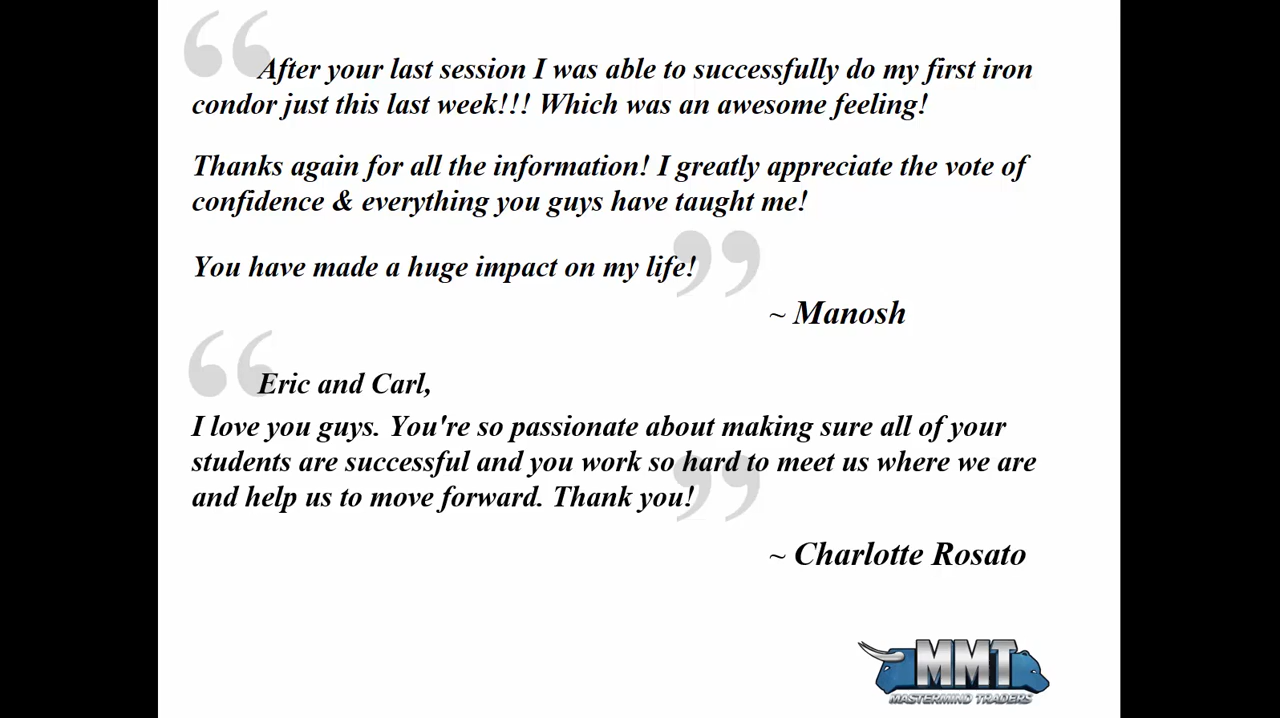 After your last session I was able to successfully do my first iron
condor just this last week!!! Which was an awesome feeling!
Thanks again for all the information! I greatly appreciate the vote of
confidence & everything you guys have taught me!
You have made a huge impact on my life!
~ Manosh
Eric and Carl,
I love you guys. You're so passionate about making sure all of your
students are successful and you work so hard to meet us where we are
and help us to move forward. Thank you!
~ Charlotte Rosato
MMT
MASTERMIND TRADERS